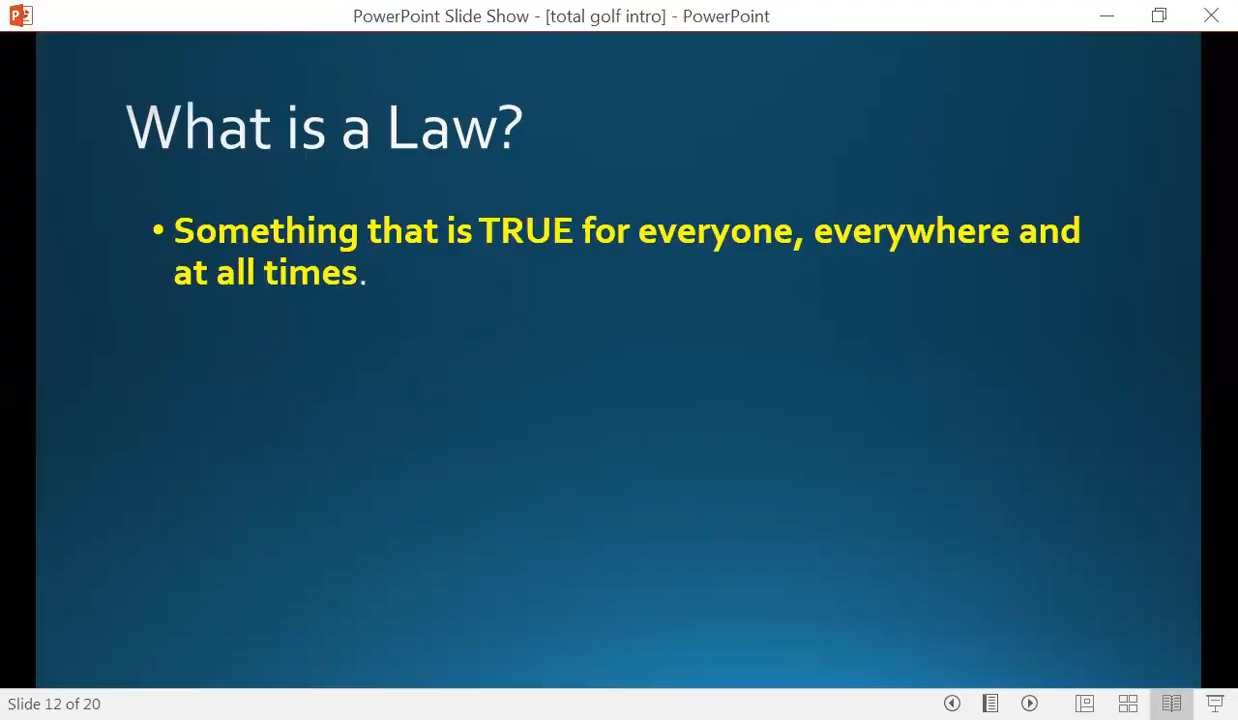 PowerPoint Slide Show - [total golf intro] - PowerPoint
What is a Law?
• Something that is TRUE for everyone, everywhere and
at all times.
Slide 12 of 20